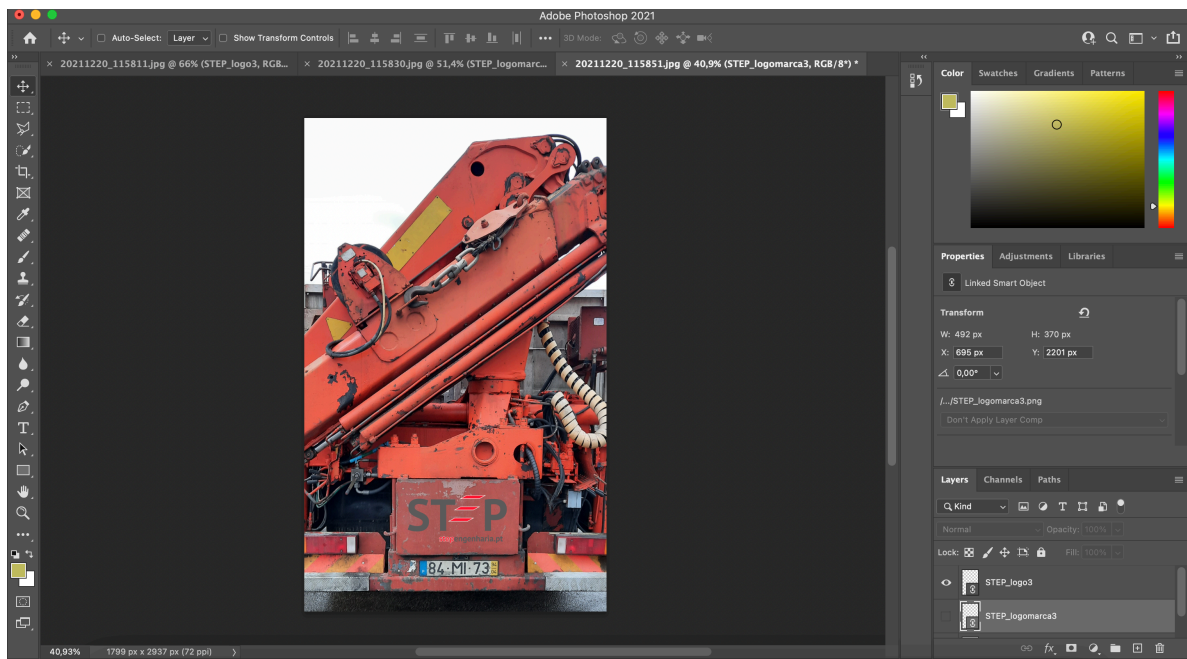 Adobe Photoshop 2021
Auto-Select: Layer Show Transform Controls ••• 3D Mode:
× 20211220_115811.jpg @ 66% (STEP_logo3, RGB... × 20211220_115830.jpg @ 51,4% (STEP_logomarc... × 20211220_115851.jpg @ 40,9% (STEP_logomarca3, RGB/8*) *
Color Swatches Gradients Patterns
Properties Adjustments Libraries
Linked Smart Object
Transform
W: 492 px H: 370 px
X: 695 px Y: 2201 px
0,00°
/.../STEP_logomarca3.png
Don't Apply Layer Comp
Layers Channels Paths
Kind
Normal Opacity: 100%
Lock: Fill: 100%
STEP_logo3
STEP_logomarca3
fx
STEP
stepengenharia.pt
84-MI-73
40,93% 1799 px x 2937 px (72 ppi)